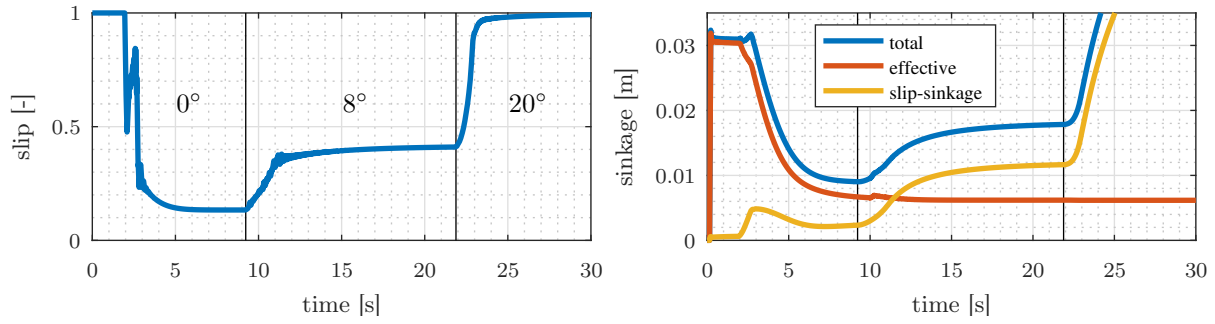 1
0.5
0
slip [-]
0°
8°
20°
0 5 10 15 20 25 30
time [s]
0.03
0.02
0.01
0
sinkage [m]
total
effective
slip-sinkage
0 5 10 15 20 25 30
time [s]